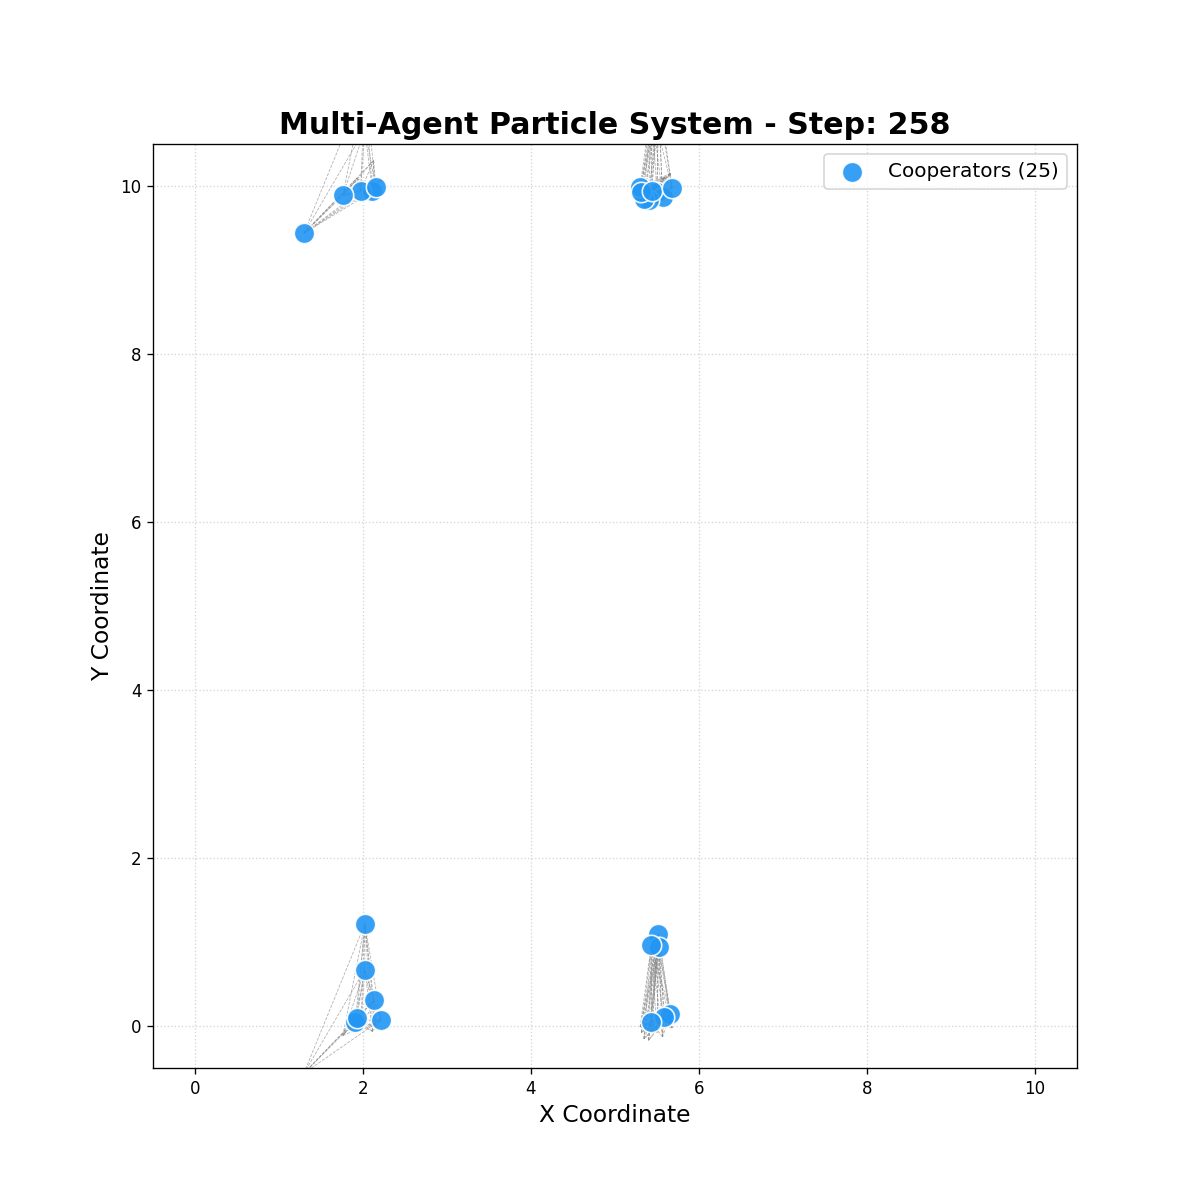 Multi-Agent Particle System - Step: 258
Cooperators (25)
10
8
6
4
2
0
Y Coordinate
0 2 4 6 8 10
X Coordinate